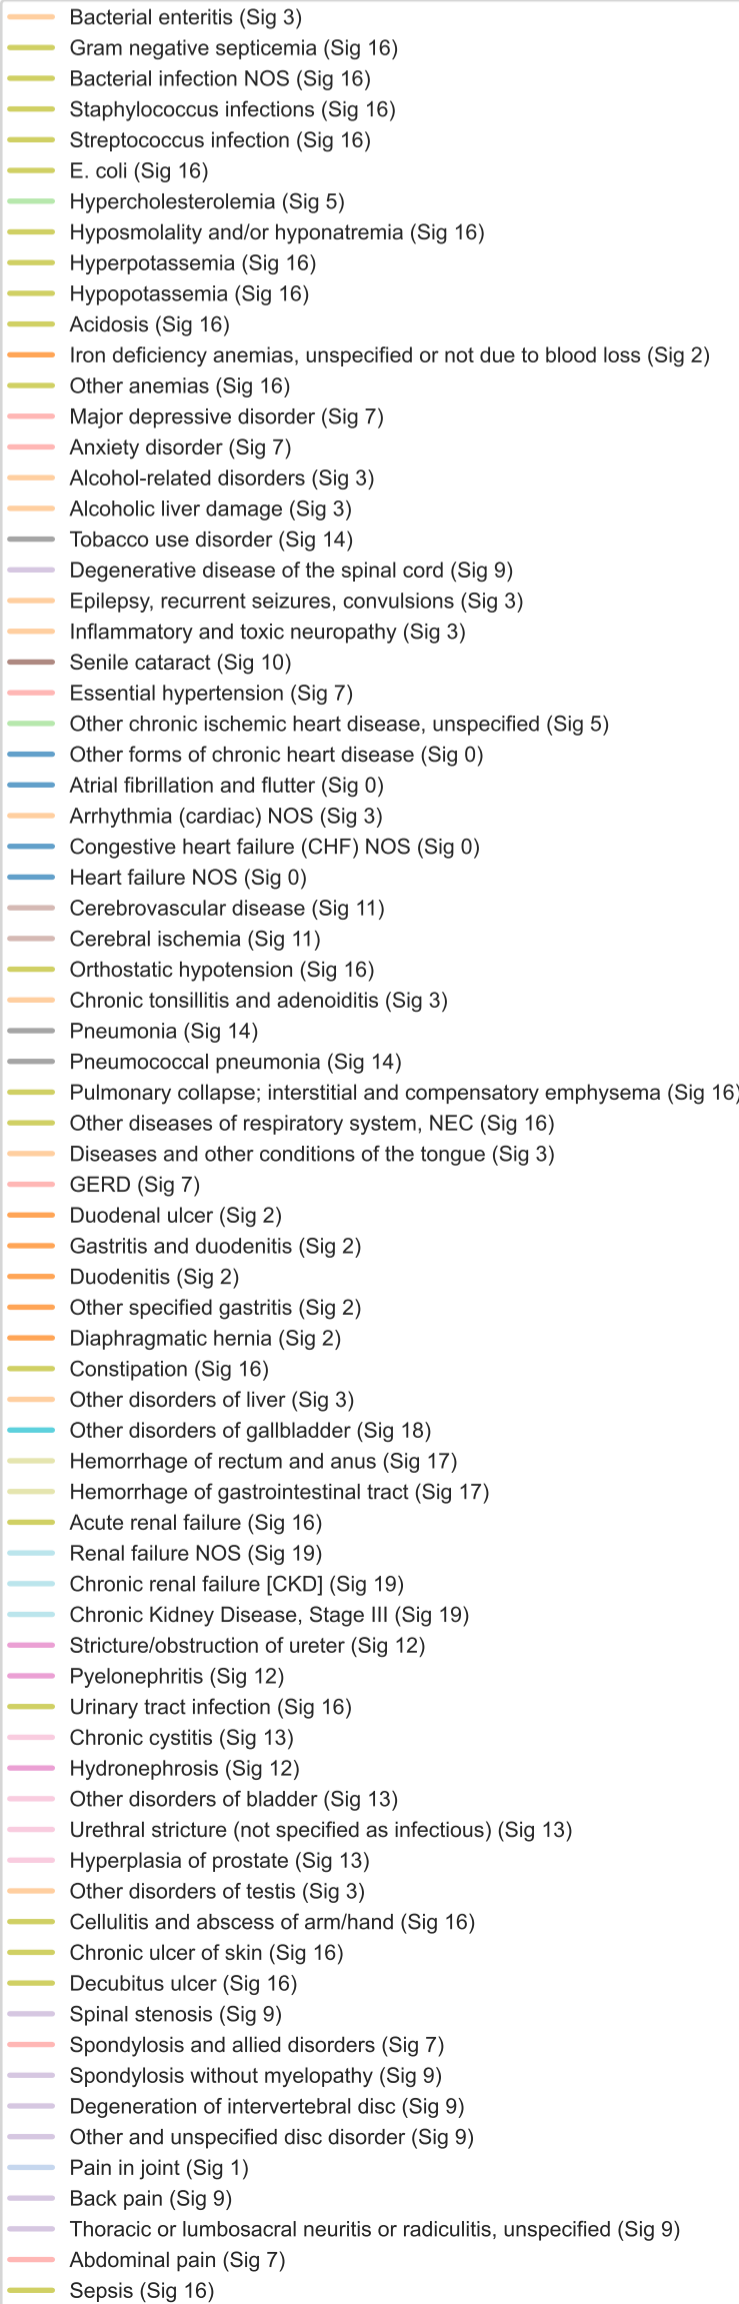 Bacterial enteritis (Sig 3)
Gram negative septicemia (Sig 16)
Bacterial infection NOS (Sig 16)
Staphylococcus infections (Sig 16)
Streptococcus infection (Sig 16)
E. coli (Sig 16)
Hypercholesterolemia (Sig 5)
Hyposmolality and/or hyponatremia (Sig 16)
Hyperpotassemia (Sig 16)
Hypopotassemia (Sig 16)
Acidosis (Sig 16)
Iron deficiency anemias, unspecified or not due to blood loss (Sig 2)
Other anemias (Sig 16)
Major depressive disorder (Sig 7)
Anxiety disorder (Sig 7)
Alcohol-related disorders (Sig 3)
Alcoholic liver damage (Sig 3)
Tobacco use disorder (Sig 14)
Degenerative disease of the spinal cord (Sig 9)
Epilepsy, recurrent seizures, convulsions (Sig 3)
Inflammatory and toxic neuropathy (Sig 3)
Senile cataract (Sig 10)
Essential hypertension (Sig 7)
Other chronic ischemic heart disease, unspecified (Sig 5)
Other forms of chronic heart disease (Sig 0)
Atrial fibrillation and flutter (Sig 0)
Arrhythmia (cardiac) NOS (Sig 3)
Congestive heart failure (CHF) NOS (Sig 0)
Heart failure NOS (Sig 0)
Cerebrovascular disease (Sig 11)
Cerebral ischemia (Sig 11)
Orthostatic hypotension (Sig 16)
Chronic tonsillitis and adenoiditis (Sig 3)
Pneumonia (Sig 14)
Pneumococcal pneumonia (Sig 14)
Pulmonary collapse; interstitial and compensatory emphysema (Sig 16)
Other diseases of respiratory system, NEC (Sig 16)
Diseases and other conditions of the tongue (Sig 3)
GERD (Sig 7)
Duodenal ulcer (Sig 2)
Gastritis and duodenitis (Sig 2)
Duodenitis (Sig 2)
Other specified gastritis (Sig 2)
Diaphragmatic hernia (Sig 2)
Constipation (Sig 16)
Other disorders of liver (Sig 3)
Other disorders of gallbladder (Sig 18)
Hemorrhage of rectum and anus (Sig 17)
Hemorrhage of gastrointestinal tract (Sig 17)
Acute renal failure (Sig 16)
Renal failure NOS (Sig 19)
Chronic renal failure [CKD] (Sig 19)
Chronic Kidney Disease, Stage III (Sig 19)
Stricture/obstruction of ureter (Sig 12)
Pyelonephritis (Sig 12)
Urinary tract infection (Sig 16)
Chronic cystitis (Sig 13)
Hydronephrosis (Sig 12)
Other disorders of bladder (Sig 13)
Urethral stricture (not specified as infectious) (Sig 13)
Hyperplasia of prostate (Sig 13)
Other disorders of testis (Sig 3)
Cellulitis and abscess of arm/hand (Sig 16)
Chronic ulcer of skin (Sig 16)
Decubitus ulcer (Sig 16)
Spinal stenosis (Sig 9)
Spondylosis and allied disorders (Sig 7)
Spondylosis without myelopathy (Sig 9)
Degeneration of intervertebral disc (Sig 9)
Other and unspecified disc disorder (Sig 9)
Pain in joint (Sig 1)
Back pain (Sig 9)
Thoracic or lumbosacral neuritis or radiculitis, unspecified (Sig 9)
Abdominal pain (Sig 7)
Sepsis (Sig 16)